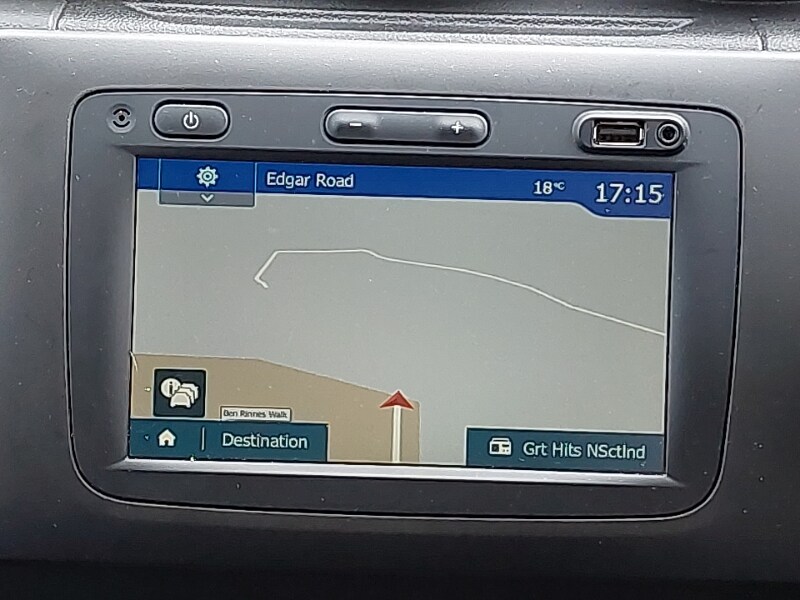 Edgar Road
18°C
17:15
Ben Rinnes Walk
Destination
Grt Hits NSctlnd